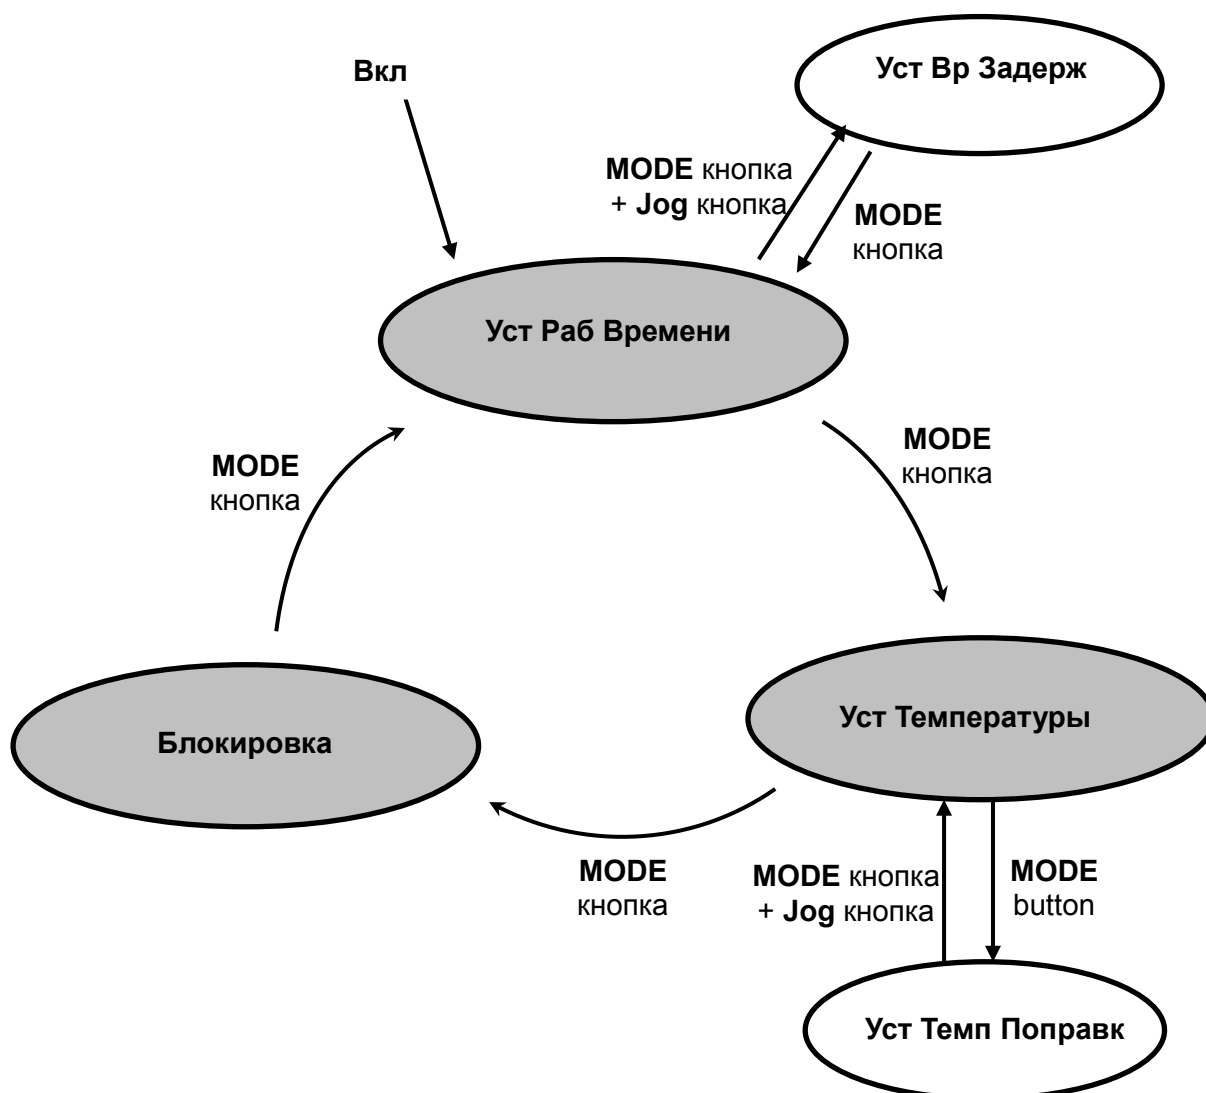 Уст Вр Задерж
Вкл
MODE кнопка
+ Jog кнопка
MODE
кнопка
Уст Раб Времени
MODE
кнопка
MODE
кнопка
Уст Температуры
Блокировка
MODE
кнопка
MODE кнопка
+ Jog кнопка
MODE
button
Уст Темп Поправк